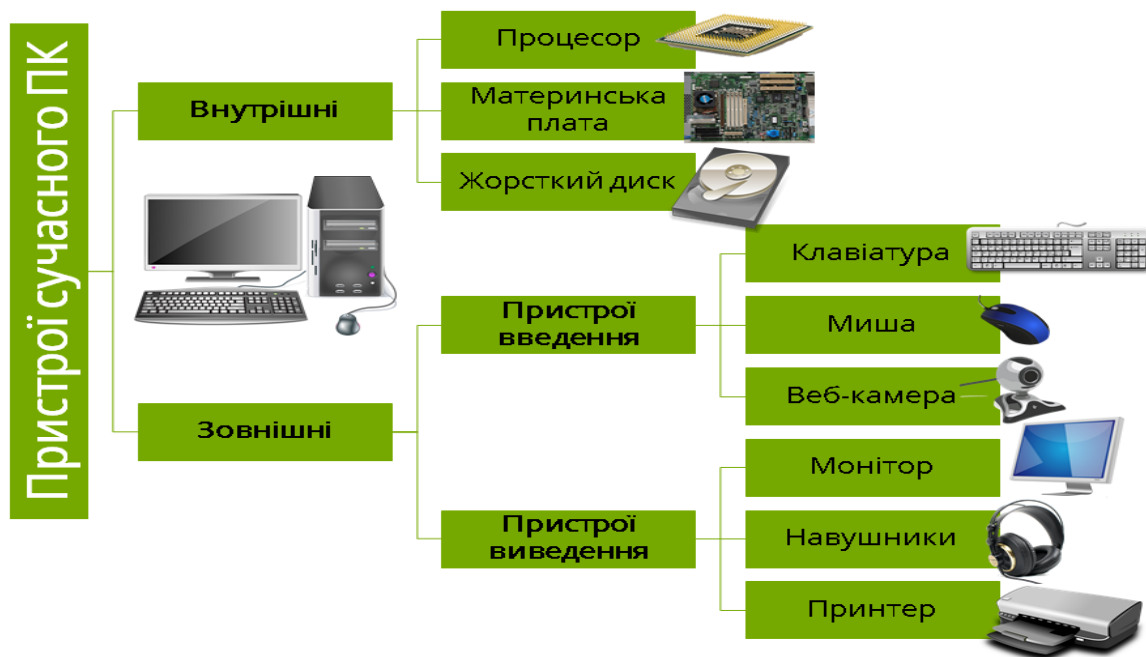 Пристрої сучасного ПК
Внутрішні
Процесор
Материнська
плата
Жорсткий диск
Зовнішні
Пристрої
введення
Клавіатура
Миша
Веб-камера
Пристрої
виведення
Монітор
Навушники
Принтер